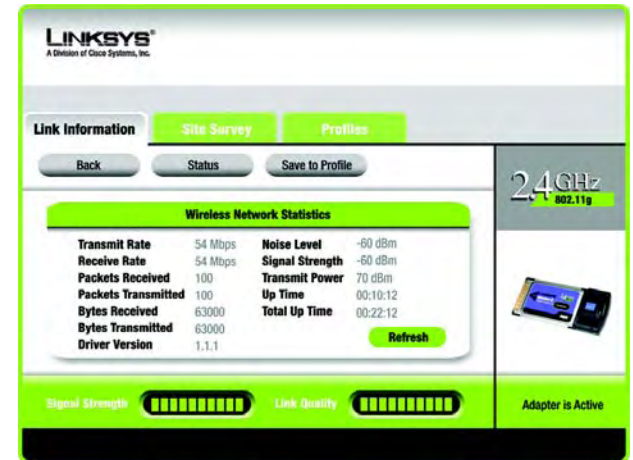 LINKSYS®
A Division of Cisco Systems, Inc.
Link Information Site Survey Profiles
Back Status Save to Profile
2.4GHz
802.11g
Wireless Network Statistics
Transmit Rate 54 Mbps Noise Level -60 dBm
Receive Rate 54 Mbps Signal Strength -60 dBm
Packets Received 100 Transmit Power 70 dBm
Packets Transmitted 100 Up Time 00:10:12
Bytes Received 63000 Total Up Time 00:22:12
Bytes Transmitted 63000
Driver Version 1.1.1
Refresh
Signal Strength Link Quality Adapter is Active